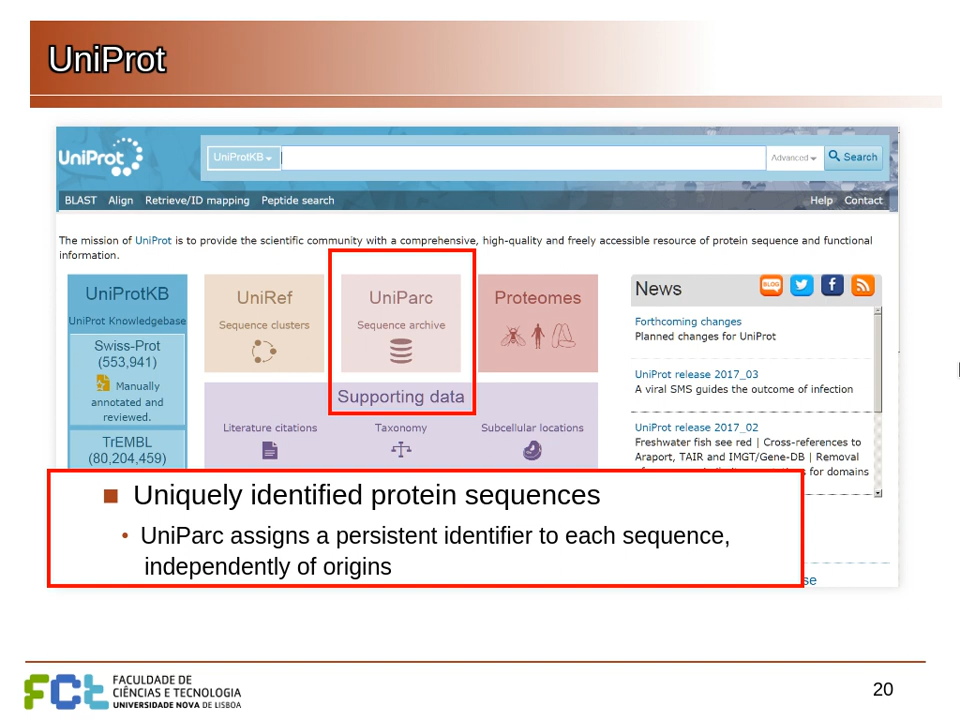 UniProt
UniProt
UniProtKB
Advanced
Search
BLAST Align Retrieve/ID mapping Peptide search
Help Contact
The mission of UniProt is to provide the scientific community with a comprehensive, high-quality and freely accessible resource of protein sequence and functional
information.
UniProtKB
UniProt Knowledgebase
Swiss-Prot
(553,941)
Manually
annotated and
reviewed.
TrEMBL
(80,204,459)
UniRef
Sequence clusters
UniParc
Sequence archive
Proteomes
Supporting data
Literature citations
Taxonomy
Subcellular locations
News
BLOG
Forthcoming changes
Planned changes for UniProt
UniProt release 2017_03
A viral SMS guides the outcome of infection
UniProt release 2017_02
Freshwater fish see red | Cross-references to
Araport, TAIR and IMGT/Gene-DB | Removal
for domains
Uniquely identified protein sequences
• UniParc assigns a persistent identifier to each sequence,
independently of origins
FCT
FACULDADE DE
CIÊNCIAS E TECNOLOGIA
UNIVERSIDADE NOVA DE LISBOA
20